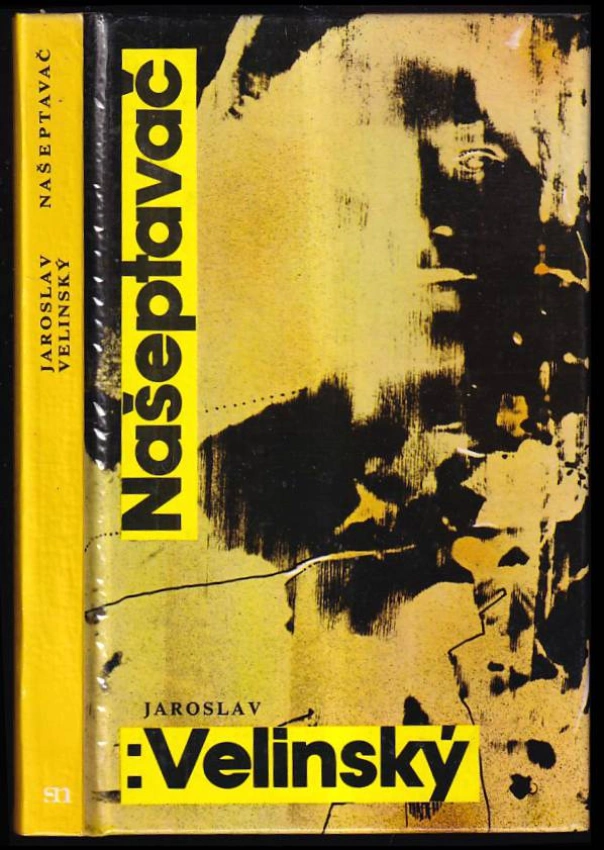 JAROSLAV
VELINSKÝ
NAŠEPTAVAČ
sn
Našeptavač
JAROSLAV
:Velinský